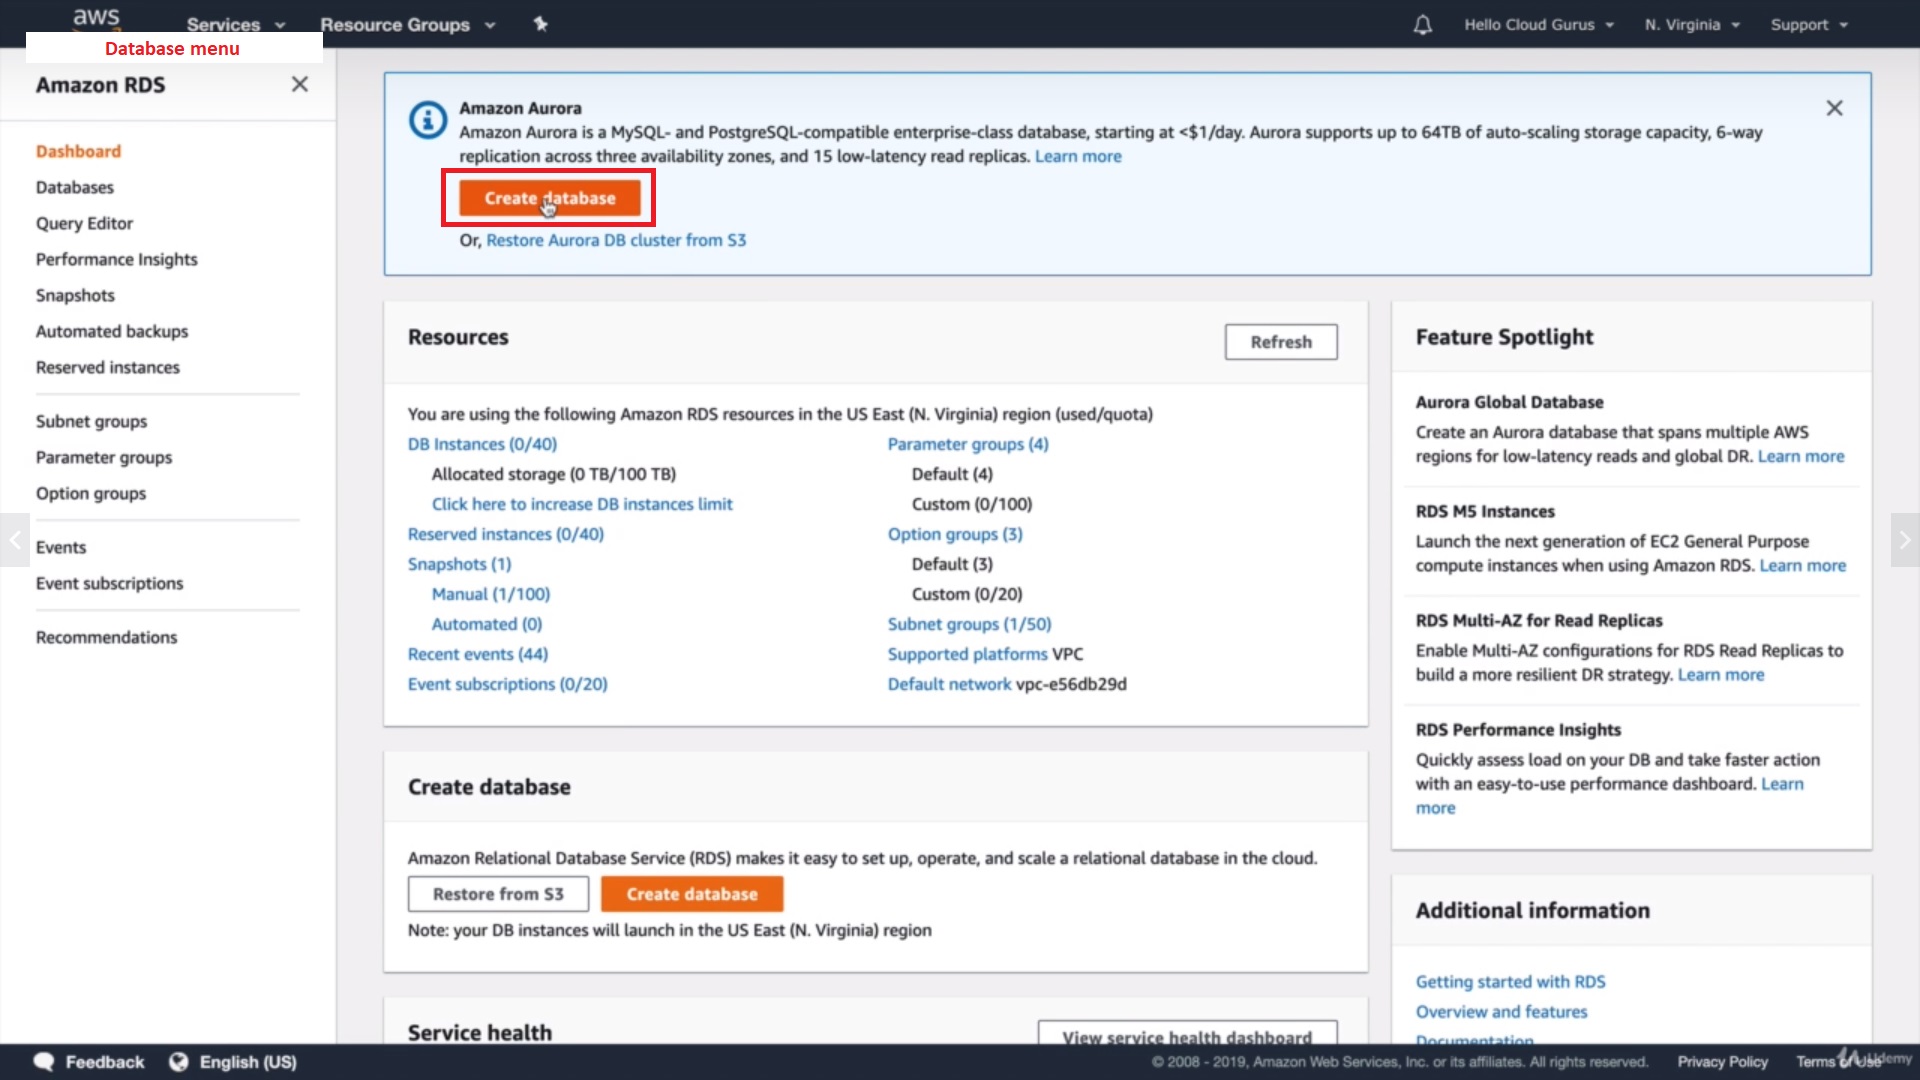 aws
Services
Resource Groups
Hello Cloud Gurus
N. Virginia
Support
Database menu
Amazon RDS
Dashboard
Databases
Query Editor
Performance Insights
Snapshots
Automated backups
Reserved instances
Subnet groups
Parameter groups
Option groups
Events
Event subscriptions
Recommendations
Amazon Aurora
Amazon Aurora is a MySQL- and PostgreSQL-compatible enterprise-class database, starting at <$1/day. Aurora supports up to 64TB of auto-scaling storage capacity, 6-way
replication across three availability zones, and 15 low-latency read replicas. Learn more
Create database
Or, Restore Aurora DB cluster from S3
Resources
Refresh
You are using the following Amazon RDS resources in the US East (N. Virginia) region (used/quota)
DB Instances (0/40)
Allocated storage (0 TB/100 TB)
Click here to increase DB instances limit
Reserved instances (0/40)
Snapshots (1)
Manual (1/100)
Automated (0)
Recent events (44)
Event subscriptions (0/20)
Parameter groups (4)
Default (4)
Custom (0/100)
Option groups (3)
Default (3)
Custom (0/20)
Subnet groups (1/50)
Supported platforms VPC
Default network vpc-e56db29d
Create database
Amazon Relational Database Service (RDS) makes it easy to set up, operate, and scale a relational database in the cloud.
Restore from S3
Create database
Note: your DB instances will launch in the US East (N. Virginia) region
Service health
View service health dashboard
Feature Spotlight
Aurora Global Database
Create an Aurora database that spans multiple AWS
regions for low-latency reads and global DR. Learn more
RDS M5 Instances
Launch the next generation of EC2 General Purpose
compute instances when using Amazon RDS. Learn more
RDS Multi-AZ for Read Replicas
Enable Multi-AZ configurations for RDS Read Replicas to
build a more resilient DR strategy. Learn more
RDS Performance Insights
Quickly assess load on your DB and take faster action
with an easy-to-use performance dashboard. Learn
more
Additional information
Getting started with RDS
Overview and features
Documentation
Feedback
English (US)
© 2008 - 2019, Amazon Web Services, Inc. or its affiliates. All rights reserved.
Privacy Policy
Terms of Use
Udemy